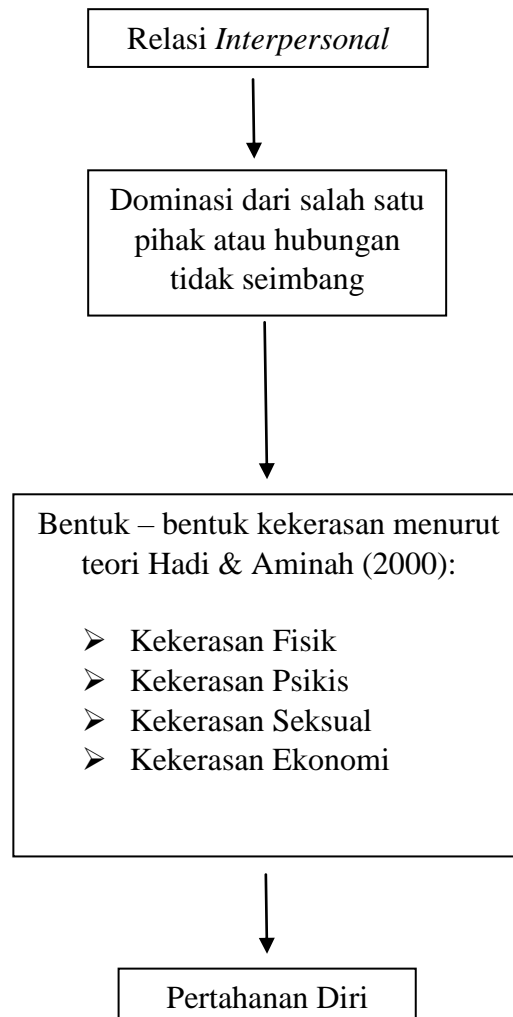 Relasi Interpersonal
Dominasi dari salah satu
pihak atau hubungan
tidak seimbang
Bentuk – bentuk kekerasan menurut
teori Hadi & Aminah (2000):
➢ Kekerasan Fisik
➢ Kekerasan Psikis
➢ Kekerasan Seksual
➢ Kekerasan Ekonomi
Pertahanan Diri